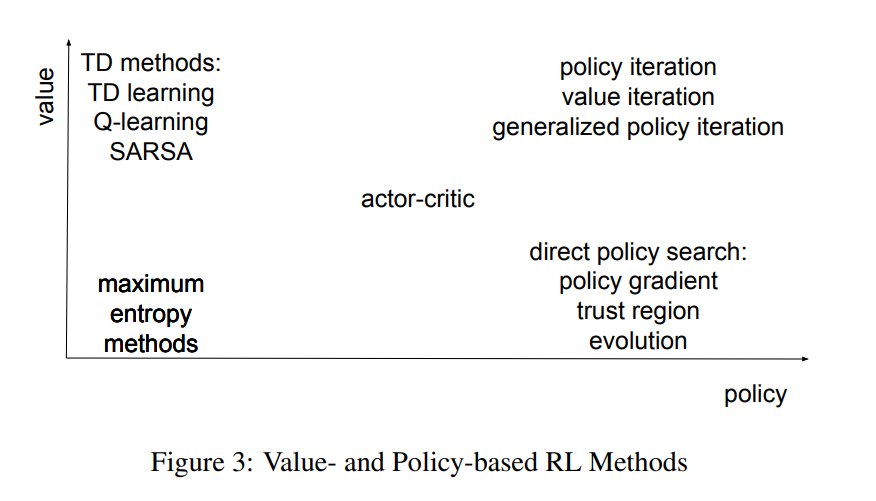 value
TD methods:
TD learning
Q-learning
SARSA
policy iteration
value iteration
generalized policy iteration
actor-critic
maximum
entropy
methods
direct policy search:
policy gradient
trust region
evolution
policy
Figure 3: Value- and Policy-based RL Methods